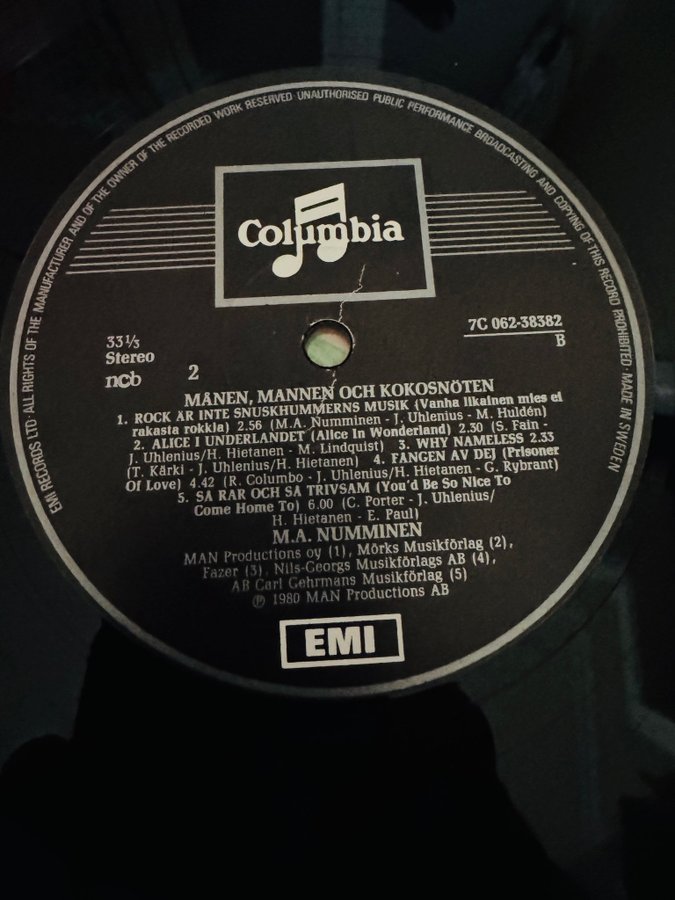 EMI RECORDS LTD ALL RIGHTS OF THE MANUFACTURER AND OF THE OWNER OF THE RECORDED WORK RESERVED UNAUTHORISED PUBLIC PERFORMANCE BROADCASTING AND COPYING OF THIS RECORD PROHIBITED · MADE IN SWEDEN
Columbia
33⅓
Stereo
ncb
2
7C 062-38382
B
MÅNEN, MANNEN OCH KOKOSNÖTEN
1. ROCK ÄR INTE SNUSKHUMMERNS MUSIK (Vanha likainen mies ei
rakasta rokkia) 2.56 (M.A. Numminen - J. Uhlenius - M. Huldén)
2. ALICE I UNDERLANDET (Alice In Wonderland) 2.30 (S. Fain -
J. Uhlenius/H. Hietanen - M. Lindquist) 3. WHY NAMELESS 2.33
(T. Kärki - J. Uhlenius/H. Hietanen) 4. FÅNGEN AV DEJ (Prisoner
Of Love) 4.42 (R. Columbo - J. Uhlenius/H. Hietanen - G. Rybrant)
5. SÅ RAR OCH SÅ TRIVSAM (You'd Be So Nice To
Come Home To) 6.00 (C. Porter - J. Uhlenius/
H. Hietanen - E. Paul)
M.A. NUMMINEN
MAN Productions oy (1), Mörks Musikförlag (2),
Fazer (3), Nils-Georgs Musikförlags AB (4),
AB Carl Gehrmans Musikförlag (5)
℗ 1980 MAN Productions AB
EMI